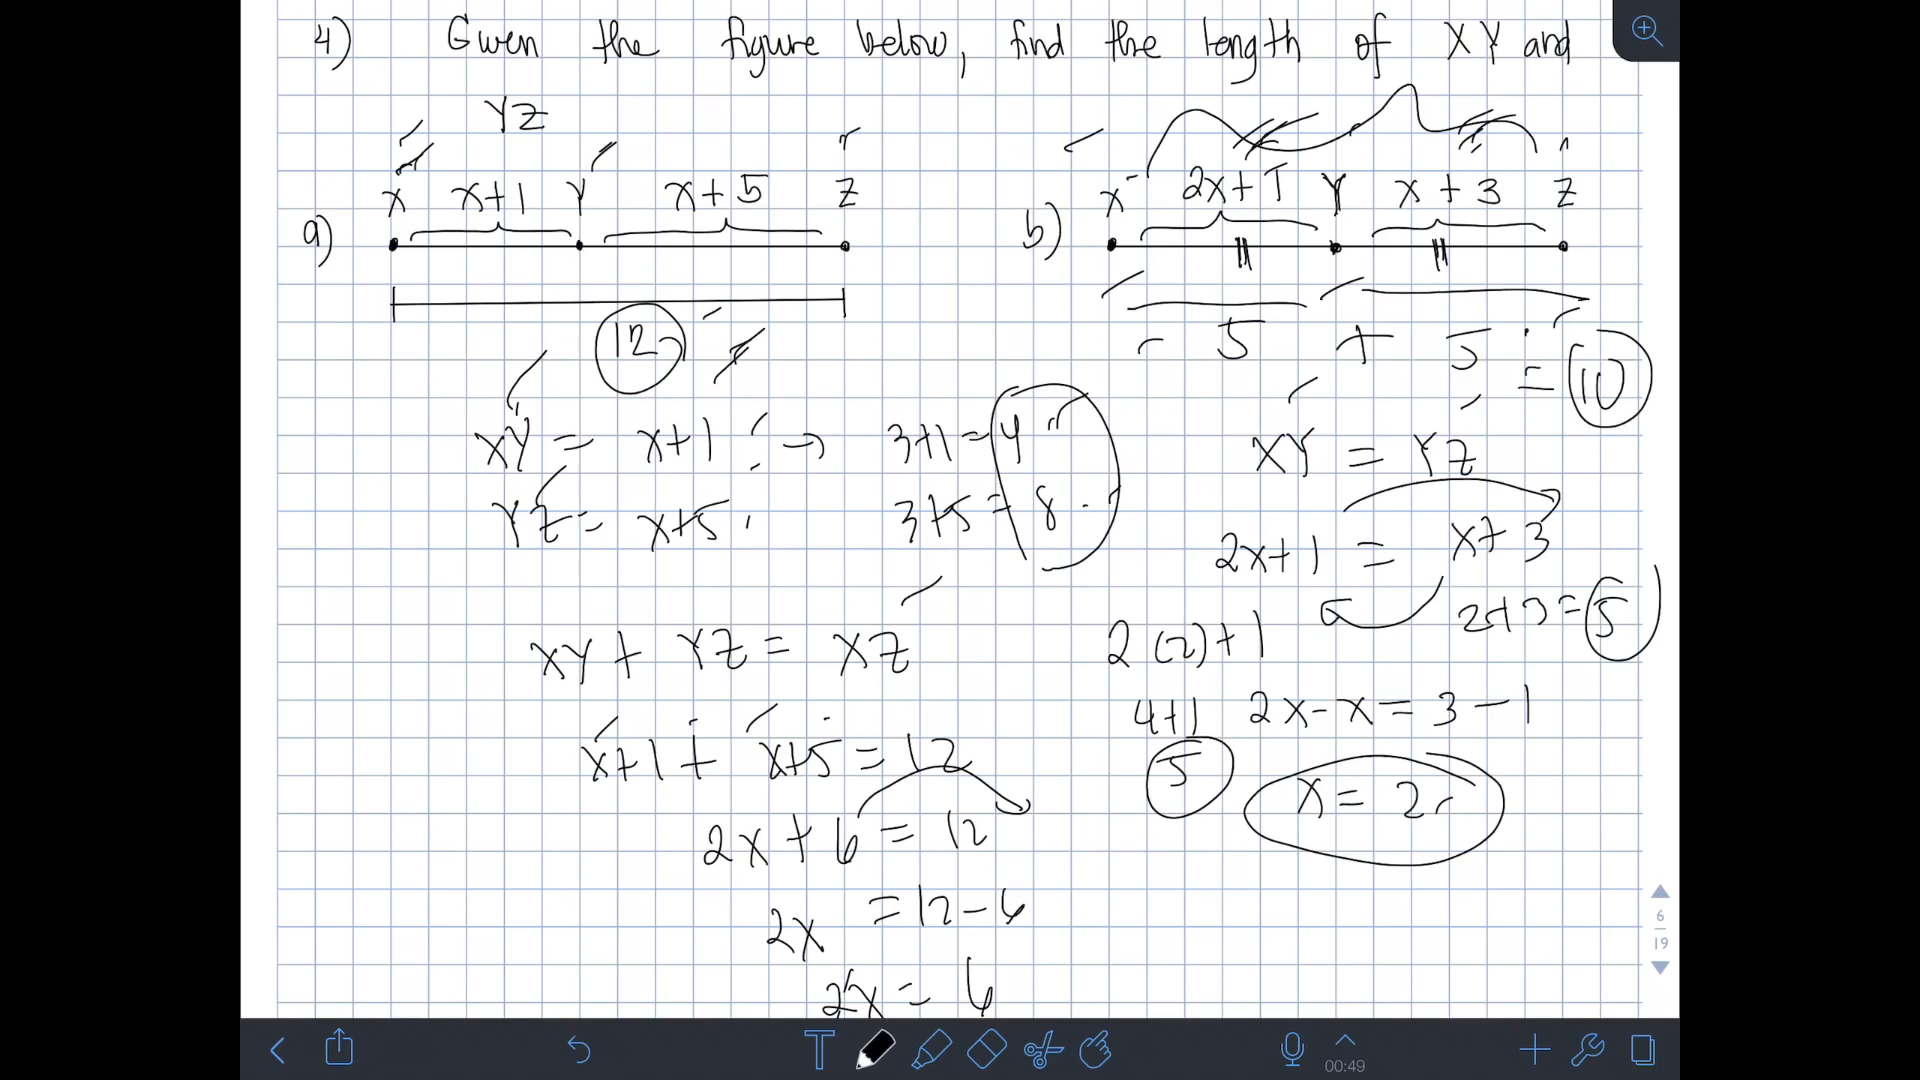 4) Given the figure below, find the length of XY and
YZ
a) X x+1 Y x+5 Z
12
XY = x+1 → 3+1=4
YZ = x+5 3+5=8
XY + YZ = XZ
x+1 + x+5 = 12
2x + 6 = 12
2x = 12-6
2x = 6
b) X 2x+1 Y x+3 Z
5 + 5 = 10
XY = YZ
2x+1 = x+3
2(2)+1 2+3=5
4+1 2x-x=3-1
5 x=2
6
19
00:49